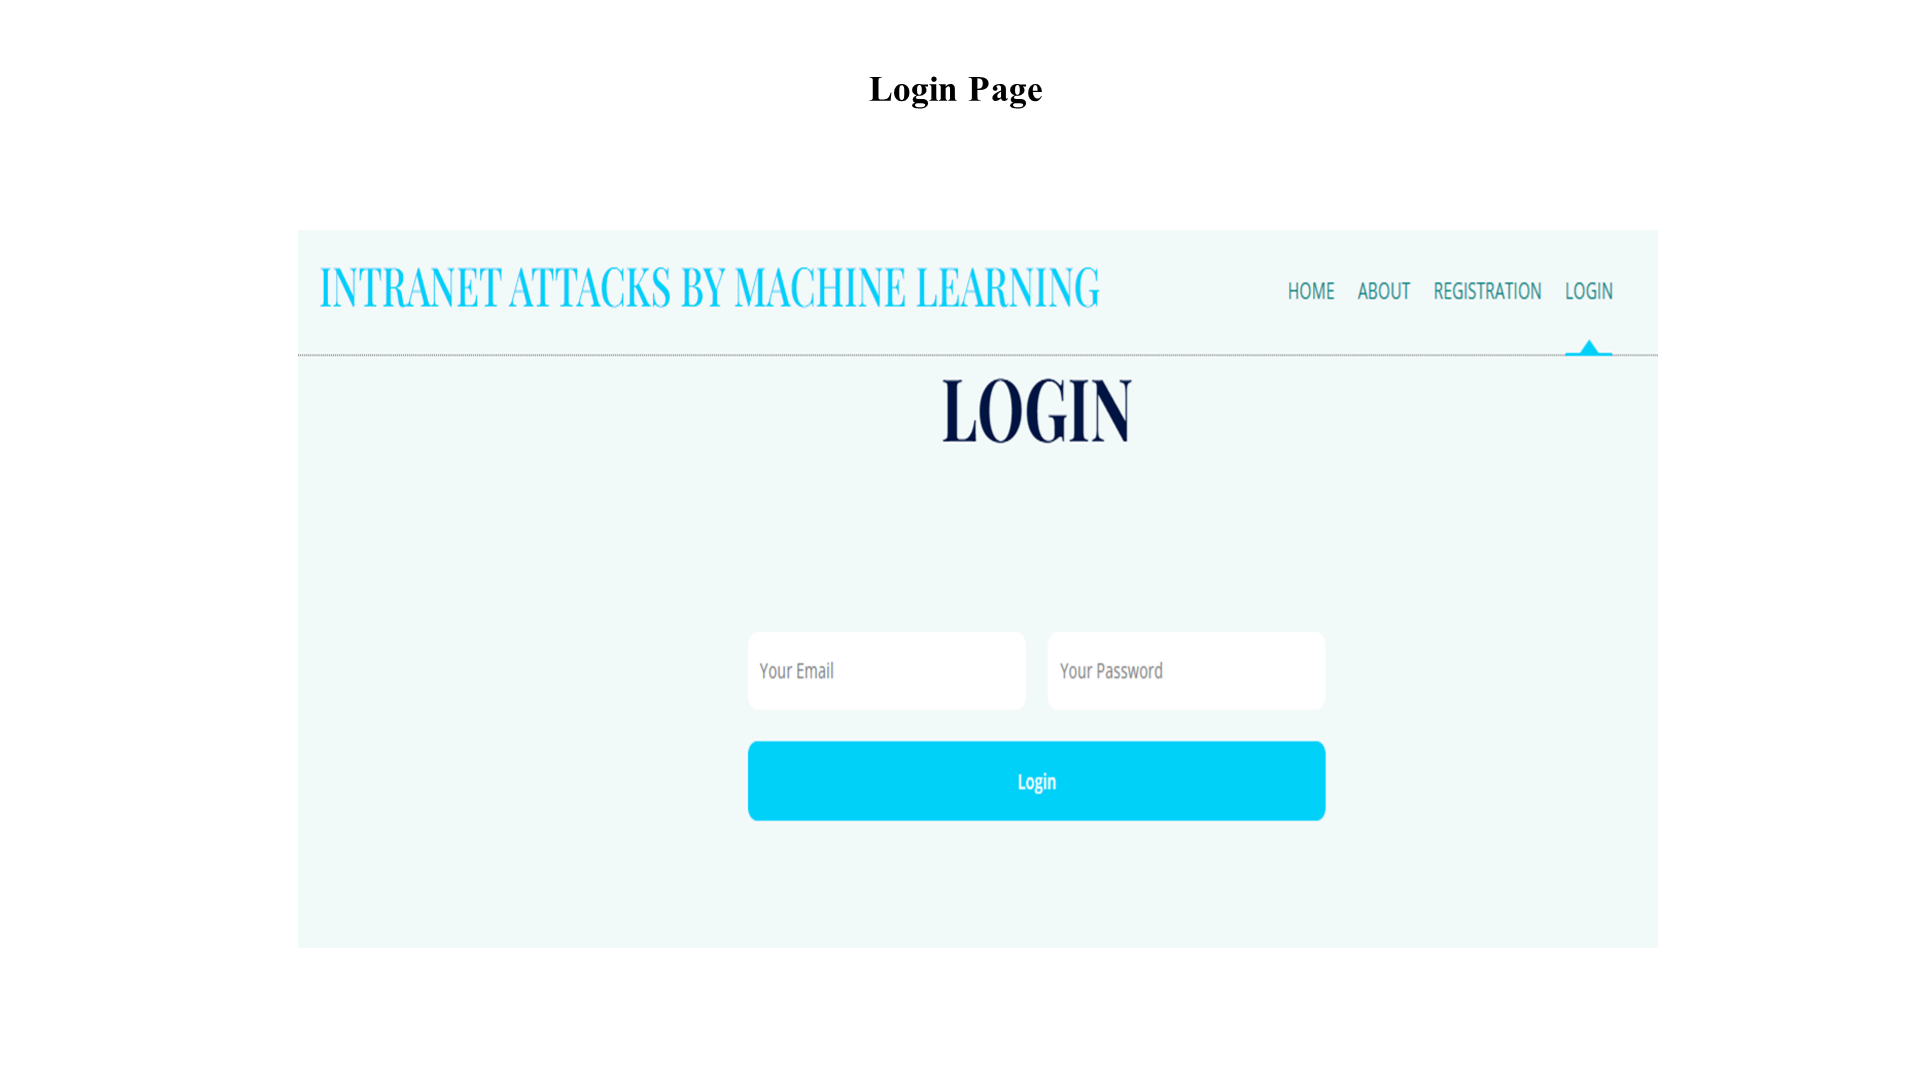 Login Page
INTRANET ATTACKS BY MACHINE LEARNING
HOME ABOUT REGISTRATION LOGIN
LOGIN
Your Email Your Password
Login